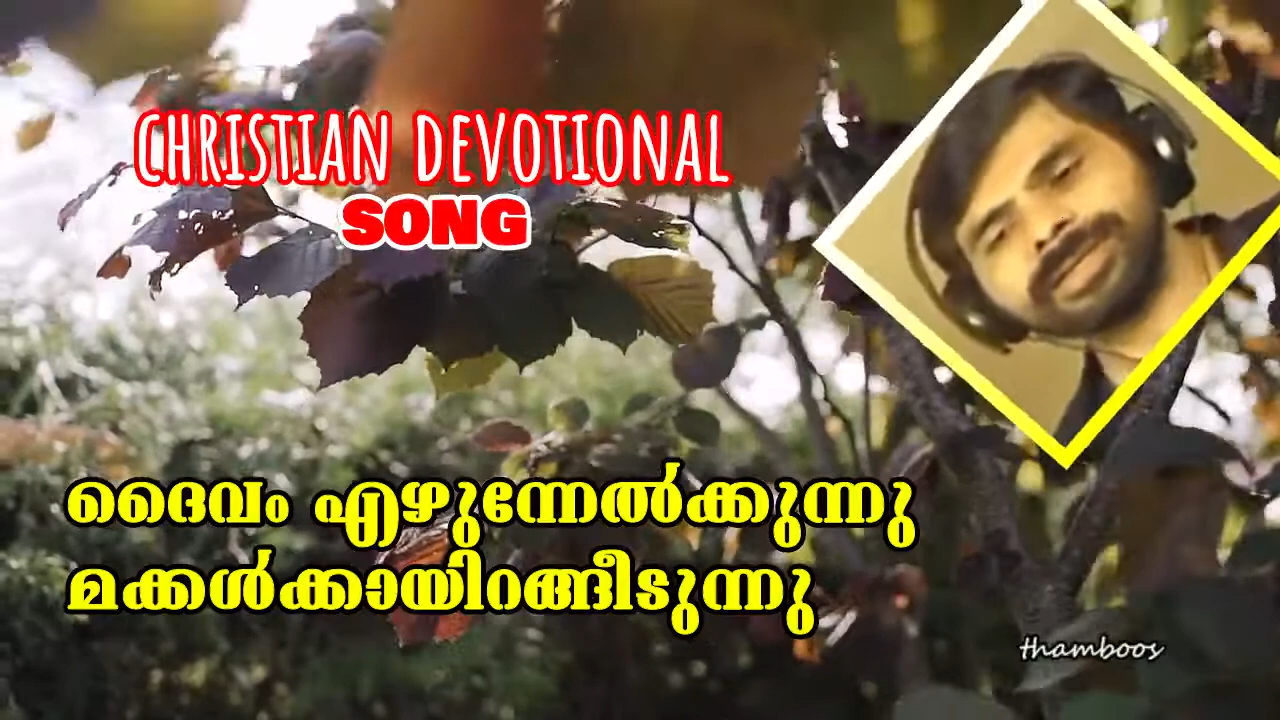 CHRISTIAN DEVOTIONAL
SONG
ദൈവം എഴുന്നേൽക്കുന്നു
മക്കൾക്കായിറങ്ങീടുന്നു
thamboos